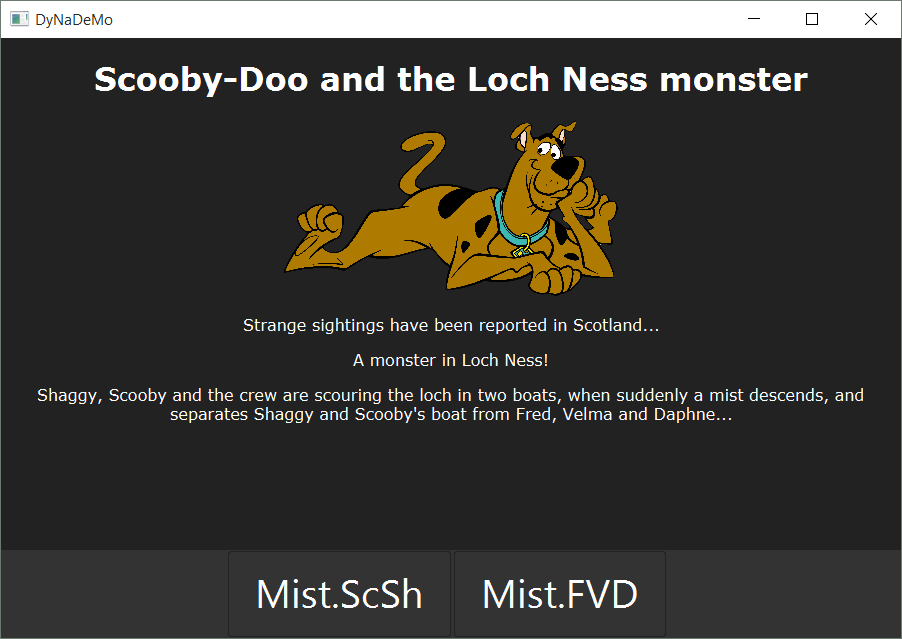 DyNaDeMo
Scooby-Doo and the Loch Ness monster
Strange sightings have been reported in Scotland...
A monster in Loch Ness!
Shaggy, Scooby and the crew are scouring the loch in two boats, when suddenly a mist descends, and
separates Shaggy and Scooby's boat from Fred, Velma and Daphne...
Mist.ScSh Mist.FVD